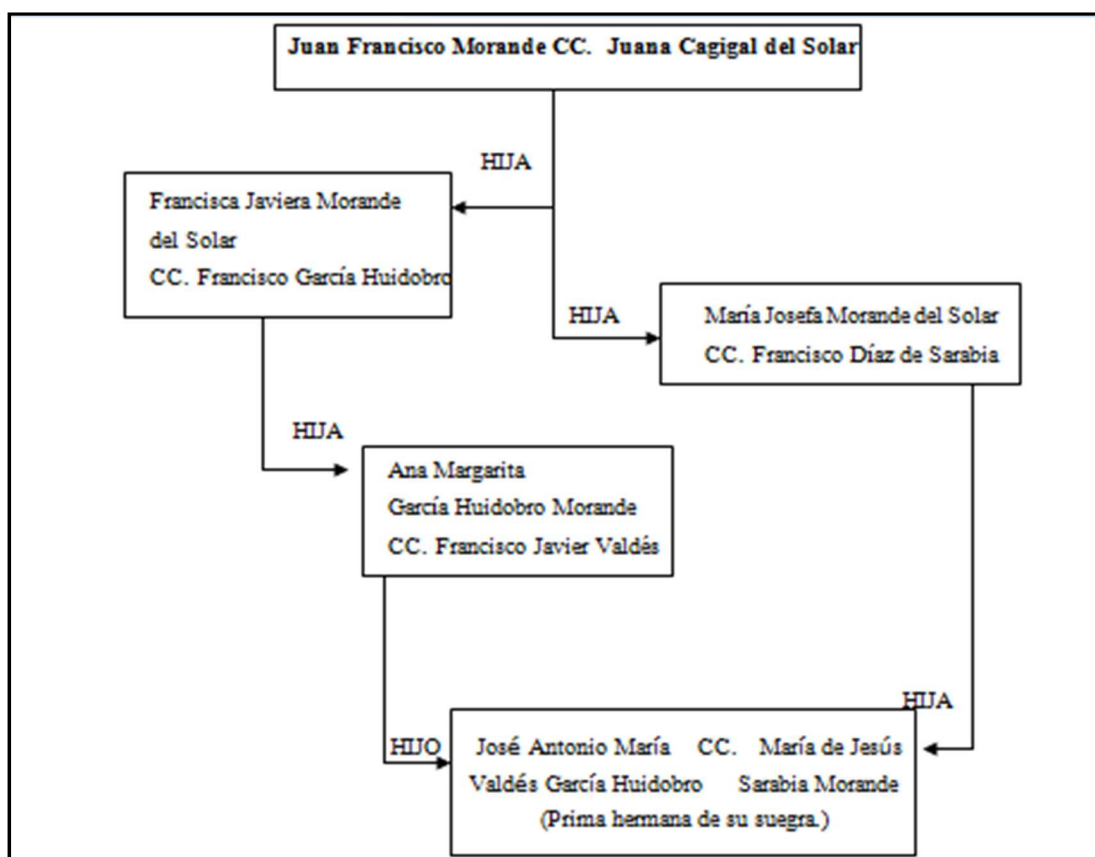 Juan Francisco Morande CC. Juana Cagigal del Solar
HIJA
Francisca Javiera Morande
del Solar
CC. Francisco García Huidobro
HIJA
María Josefa Morande del Solar
CC. Francisco Díaz de Sarabia
HIJA
Ana Margarita
García Huidobro Morande
CC. Francisco Javier Valdés
HIJA
HIJO
José Antonio María CC. María de Jesús
Valdés García Huidobro Sarabia Morande
(Prima hermana de su suegra.)